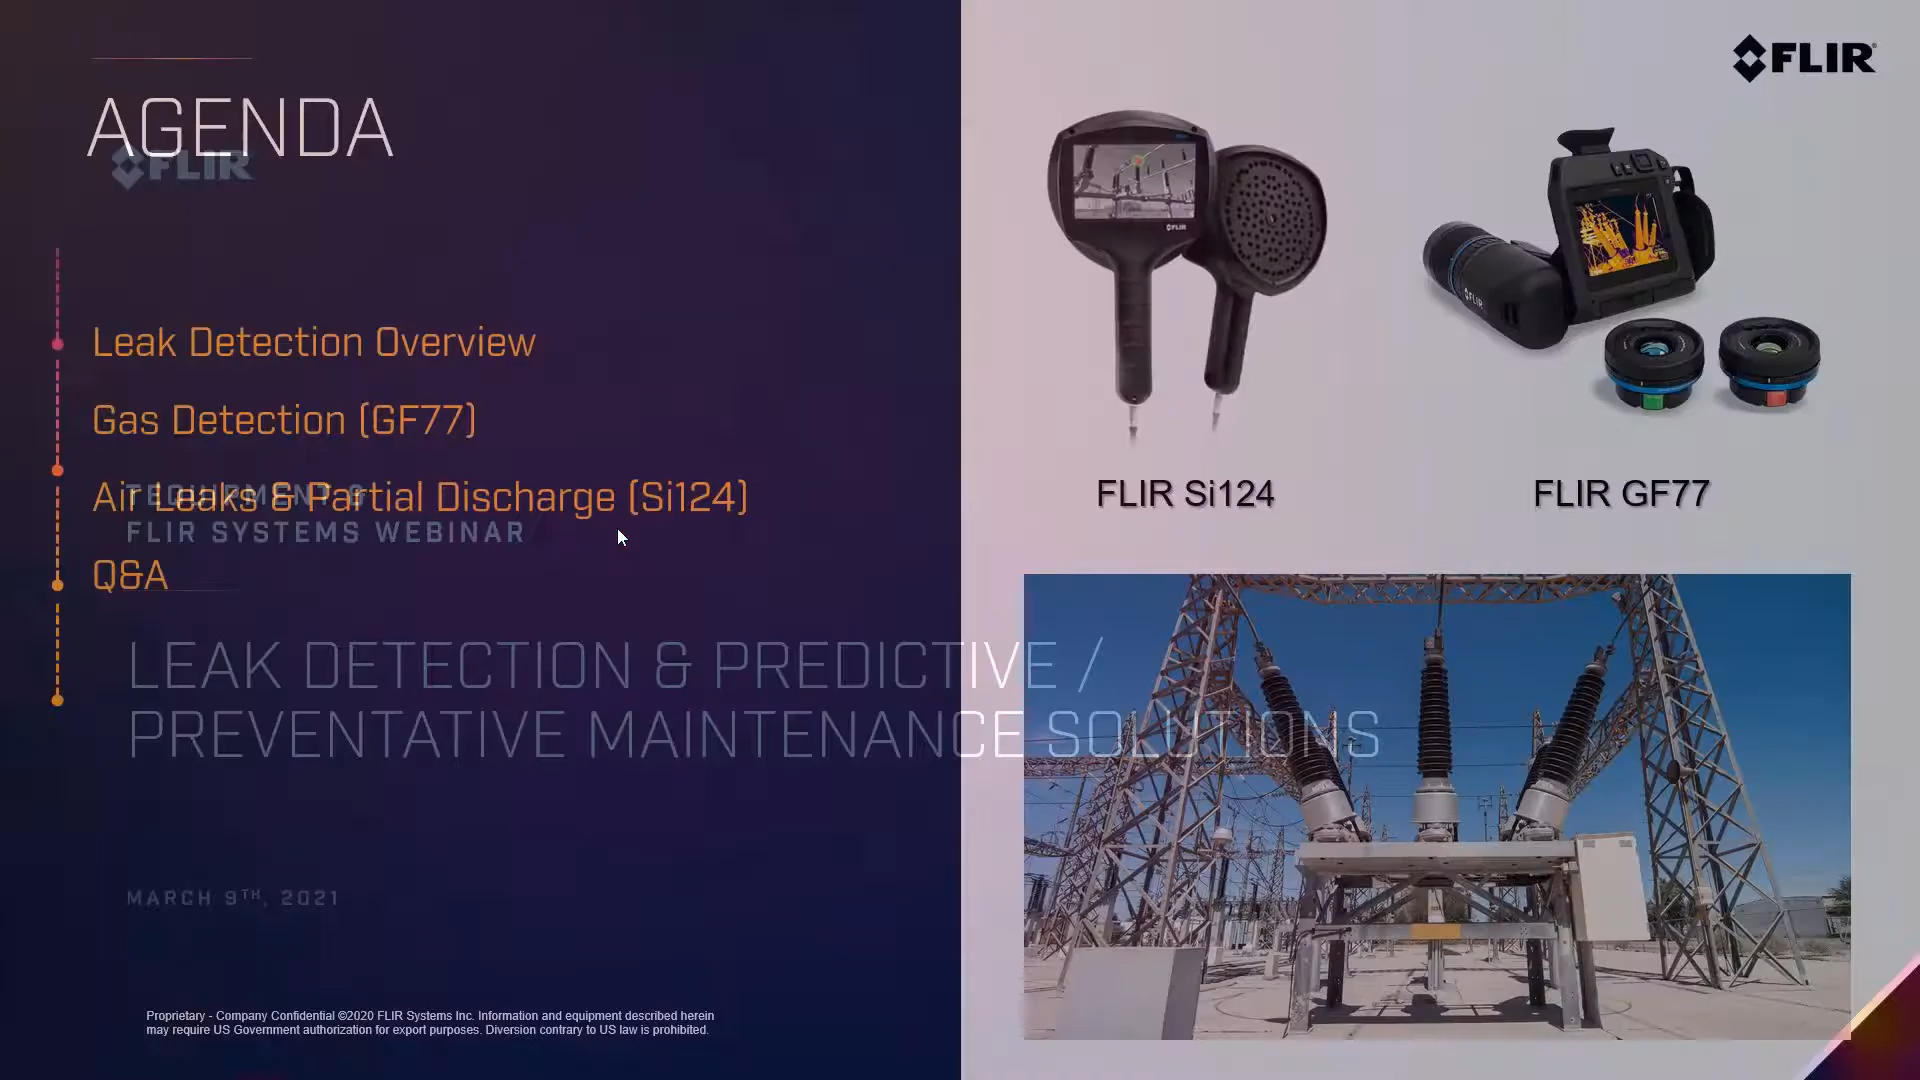 AGENDA
FLIR
Leak Detection Overview
Gas Detection (GF77)
Air Leaks & Partial Discharge (Si124)
TEQUIPMENT &
FLIR SYSTEMS WEBINAR
Q&A
LEAK DETECTION & PREDICTIVE /
PREVENTATIVE MAINTENANCE SOLUTIONS
MARCH 9TH, 2021
Proprietary - Company Confidential ©2020 FLIR Systems Inc. Information and equipment described herein
may require US Government authorization for export purposes. Diversion contrary to US law is prohibited.
FLIR
FLIR
FLIR
FLIR Si124
FLIR GF77